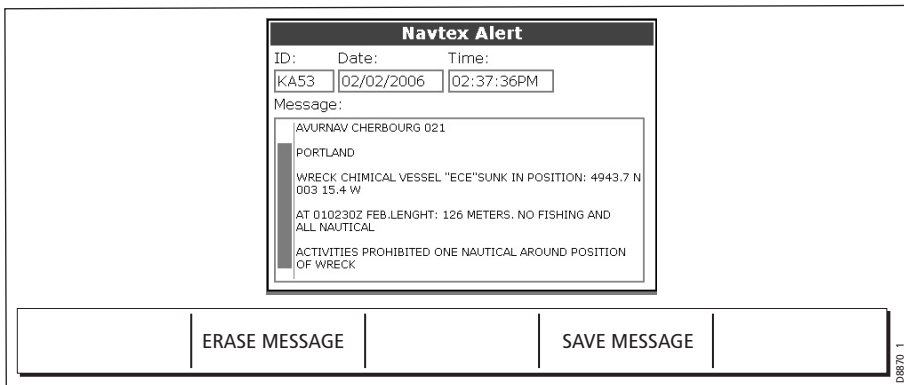 Navtex Alert
ID: Date: Time:
KA53 02/02/2006 02:37:36PM
Message:
AVURNAV CHERBOURG 021
PORTLAND
WRECK CHIMICAL VESSEL "ECE"SUNK IN POSITION: 4943.7 N
003 15.4 W
AT 010230Z FEB.LENGHT: 126 METERS. NO FISHING AND
ALL NAUTICAL
ACTIVITIES PROHIBITED ONE NAUTICAL AROUND POSITION
OF WRECK
ERASE MESSAGE SAVE MESSAGE
D8870_1